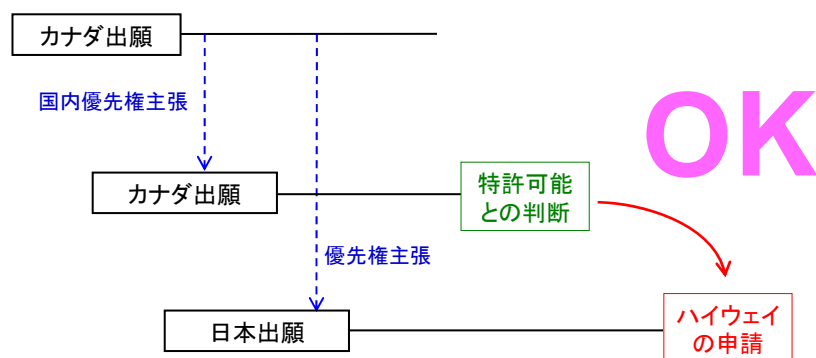 カナダ出願
国内優先権主張
OK
カナダ出願
特許可能
との判断
優先権主張
日本出願
ハイウェイ
の申請